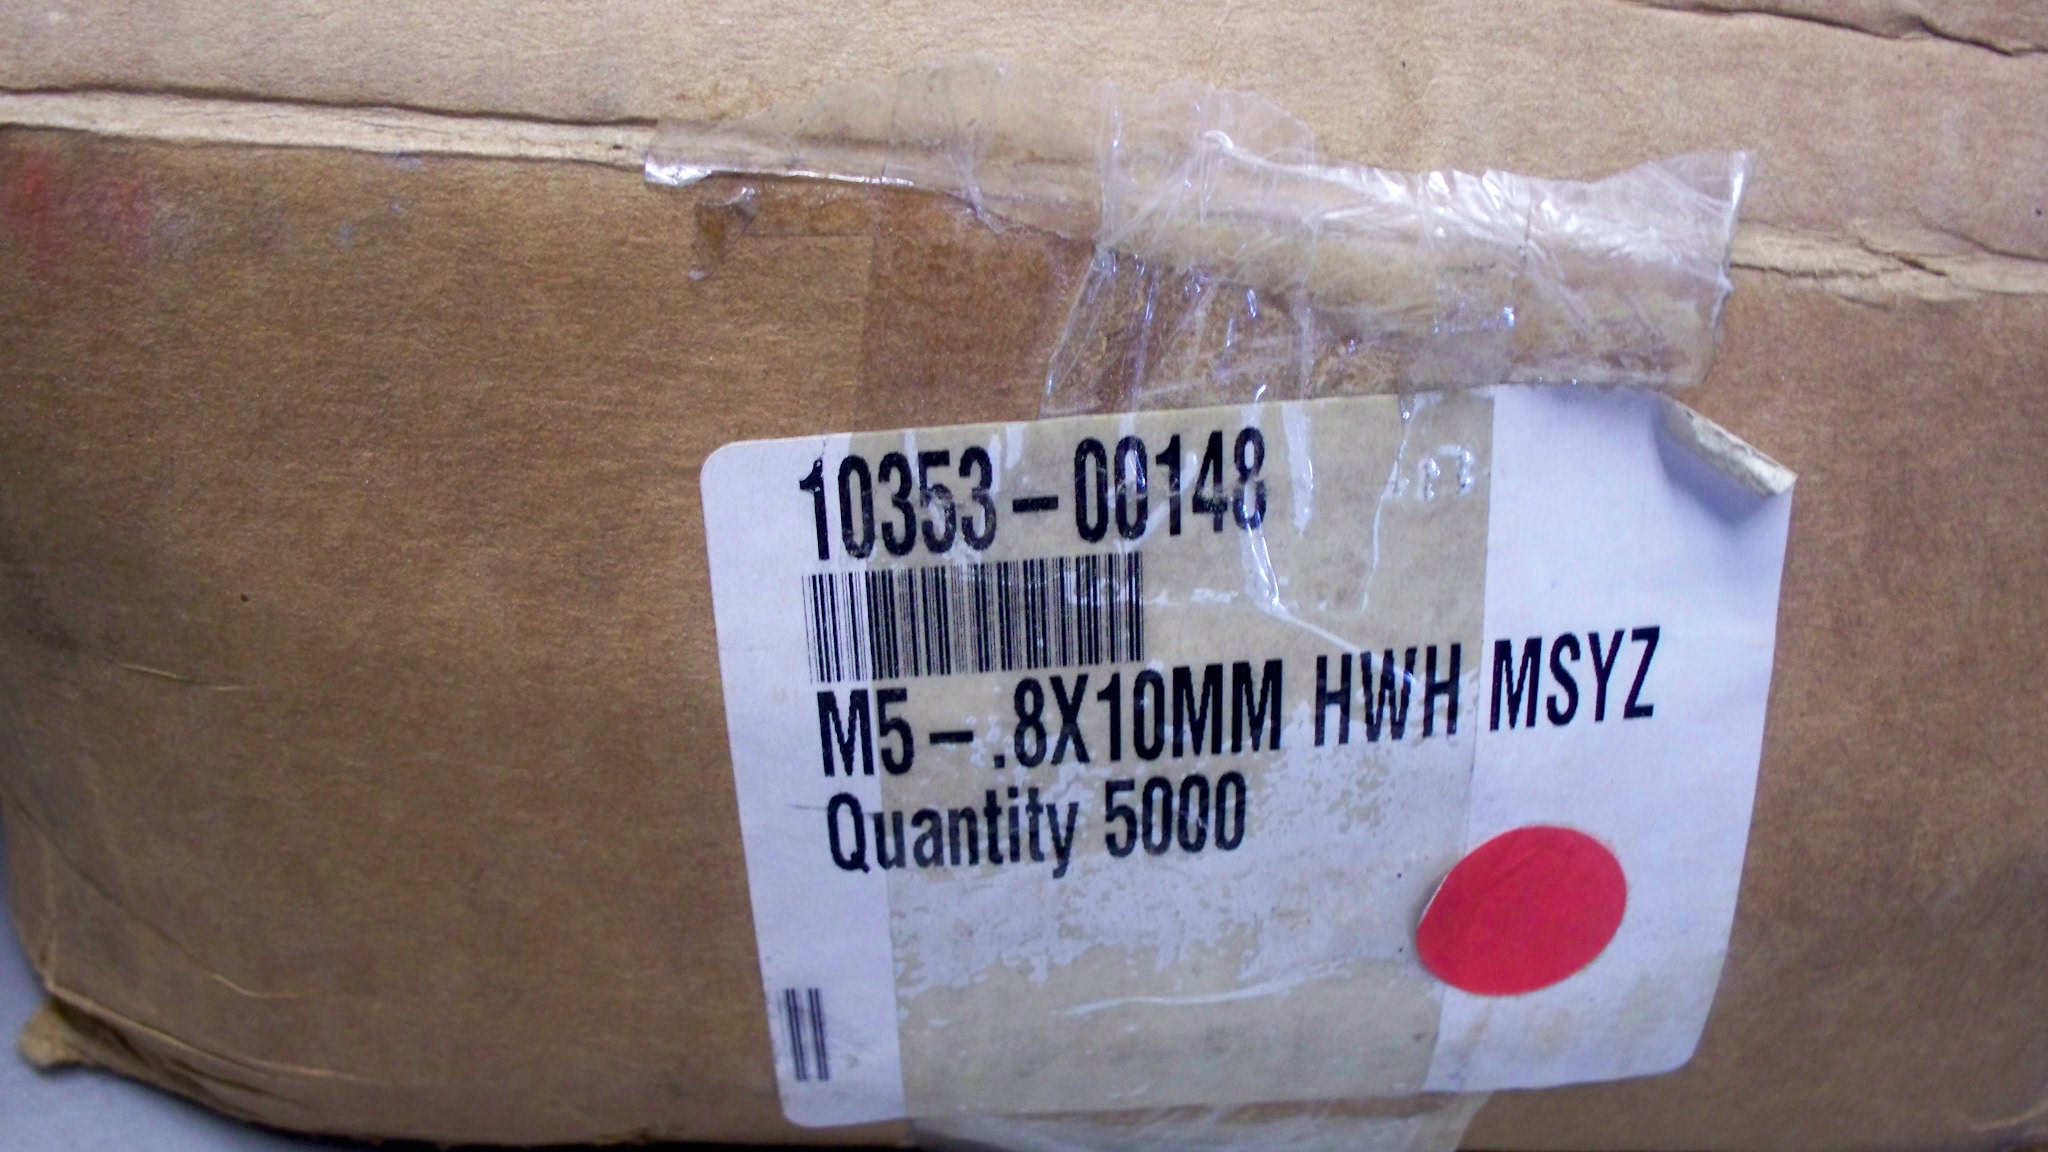 10353-00148
M5-.8X10MM HWH MSYZ
Quantity 5000